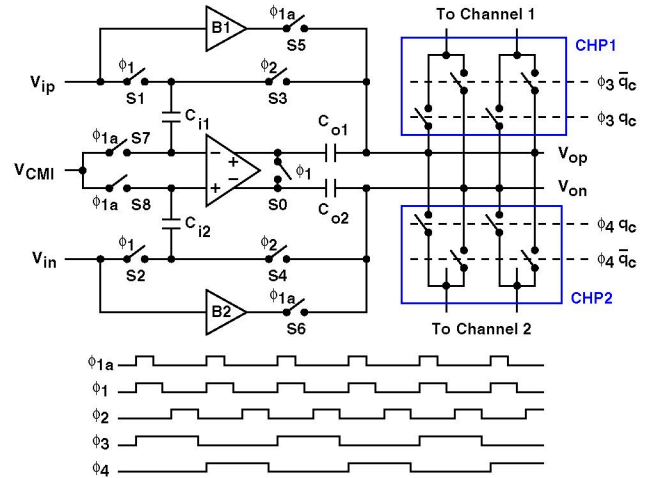 To Channel 1
B1
ϕ1a
S5
CHP1
Vip
ϕ1
S1
ϕ2
S3
ϕ3 q̅c
ϕ3 qc
Ci1
ϕ1a
S7
Co1
VCMI
− +
+ −
ϕ1
Vop
Von
ϕ1a
S8
S0
Co2
Ci2
ϕ4 qc
ϕ4 q̅c
Vin
ϕ1
S2
ϕ2
S4
CHP2
B2
ϕ1a
S6
To Channel 2
ϕ1a
ϕ1
ϕ2
ϕ3
ϕ4